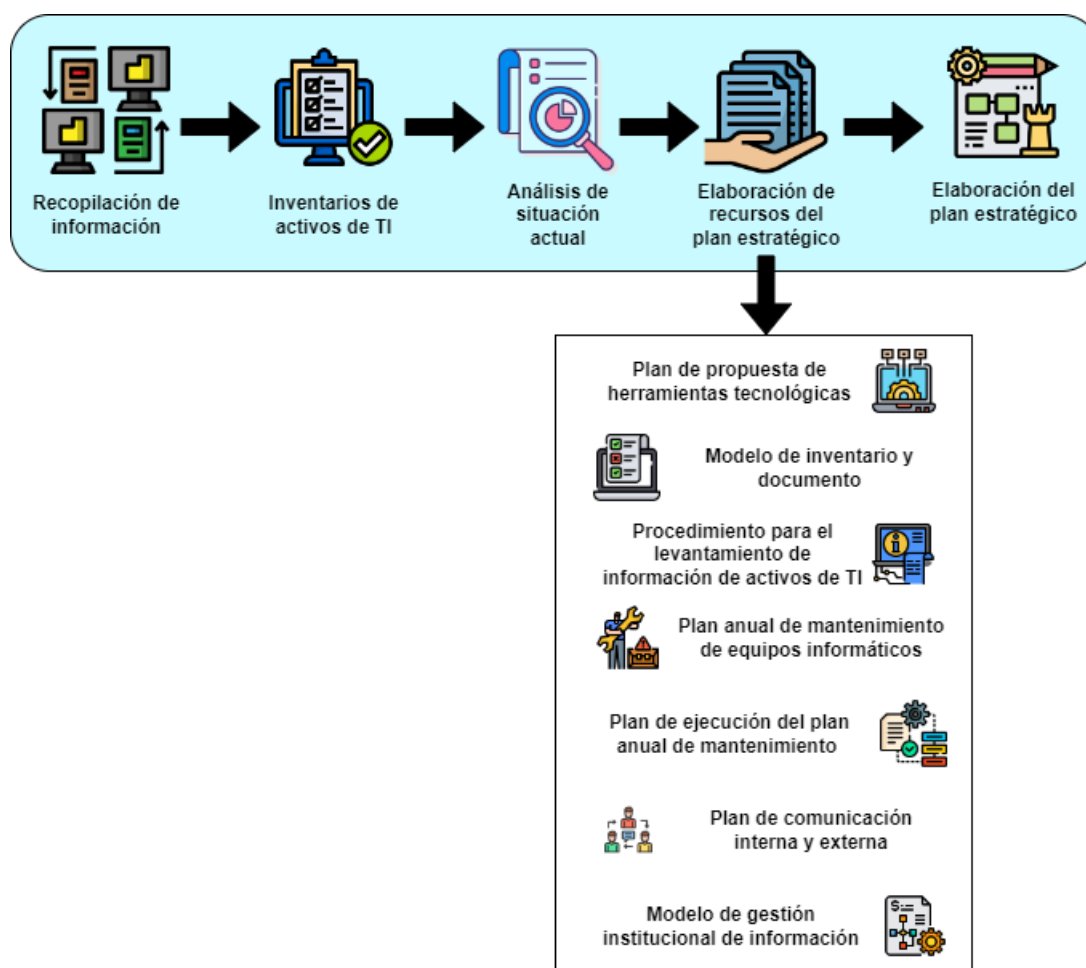 Recopilación de
información
Inventarios de
activos de TI
Análisis de
situación
actual
Elaboración de
recursos del
plan estratégico
Elaboración del
plan estratégico
Plan de propuesta de
herramientas tecnológicas
Modelo de inventario y
documento
Procedimiento para el
levantamiento de
información de activos de TI
Plan anual de mantenimiento
de equipos informáticos
Plan de ejecución del plan
anual de mantenimiento
Plan de comunicación
interna y externa
Modelo de gestión
institucional de información